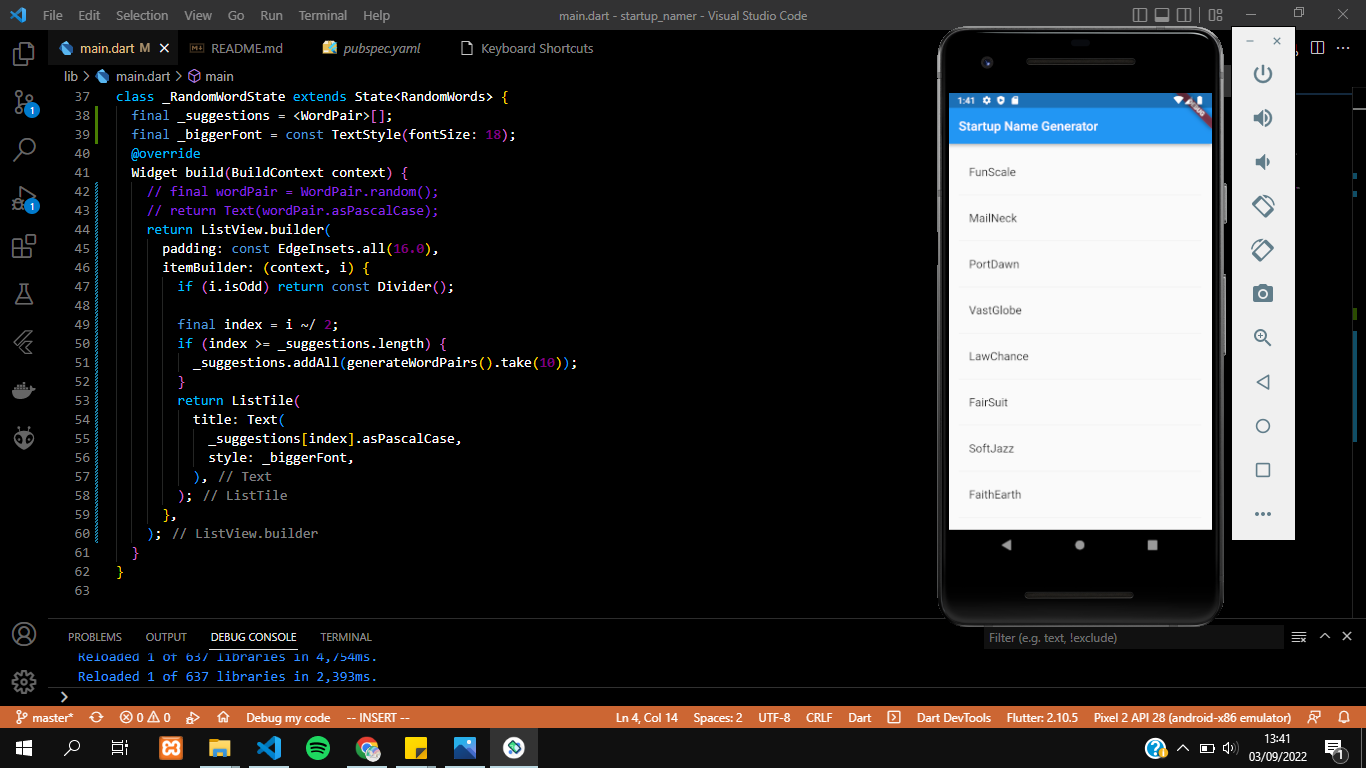 File Edit Selection View Go Run Terminal Help main.dart - startup_namer - Visual Studio Code
main.dart M README.md pubspec.yaml Keyboard Shortcuts
lib > main.dart > main
37 class _RandomWordState extends State<RandomWords> {
38 final _suggestions = <WordPair>[];
39 final _biggerFont = const TextStyle(fontSize: 18);
40 @override
41 Widget build(BuildContext context) {
42 // final wordPair = WordPair.random();
43 // return Text(wordPair.asPascalCase);
44 return ListView.builder(
45 padding: const EdgeInsets.all(16.0),
46 itemBuilder: (context, i) {
47 if (i.isOdd) return const Divider();
48
49 final index = i ~/ 2;
50 if (index >= _suggestions.length) {
51 _suggestions.addAll(generateWordPairs().take(10));
52 }
53 return ListTile(
54 title: Text(
55 _suggestions[index].asPascalCase,
56 style: _biggerFont,
57 ), // Text
58 ); // ListTile
59 },
60 ); // ListView.builder
61 }
62 }
63
1:41
DEBUG
Startup Name Generator
FunScale
MailNeck
PortDawn
VastGlobe
LawChance
FairSuit
SoftJazz
FaithEarth
1
1
PROBLEMS OUTPUT DEBUG CONSOLE TERMINAL Filter (e.g. text, !exclude)
Reloaded 1 of 637 libraries in 4,754ms.
Reloaded 1 of 637 libraries in 2,393ms.
>
master* 0 0 Debug my code -- INSERT -- Ln 4, Col 14 Spaces: 2 UTF-8 CRLF Dart Dart DevTools Flutter: 2.10.5 Pixel 2 API 28 (android-x86 emulator)
13:41
03/09/2022
1